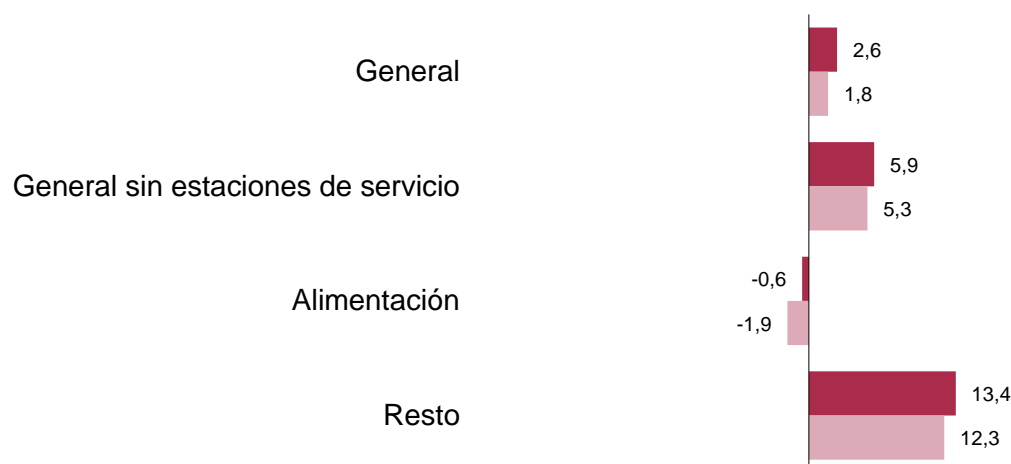 General
2,6
1,8
General sin estaciones de servicio
5,9
5,3
Alimentación
-0,6
-1,9
Resto
13,4
12,3